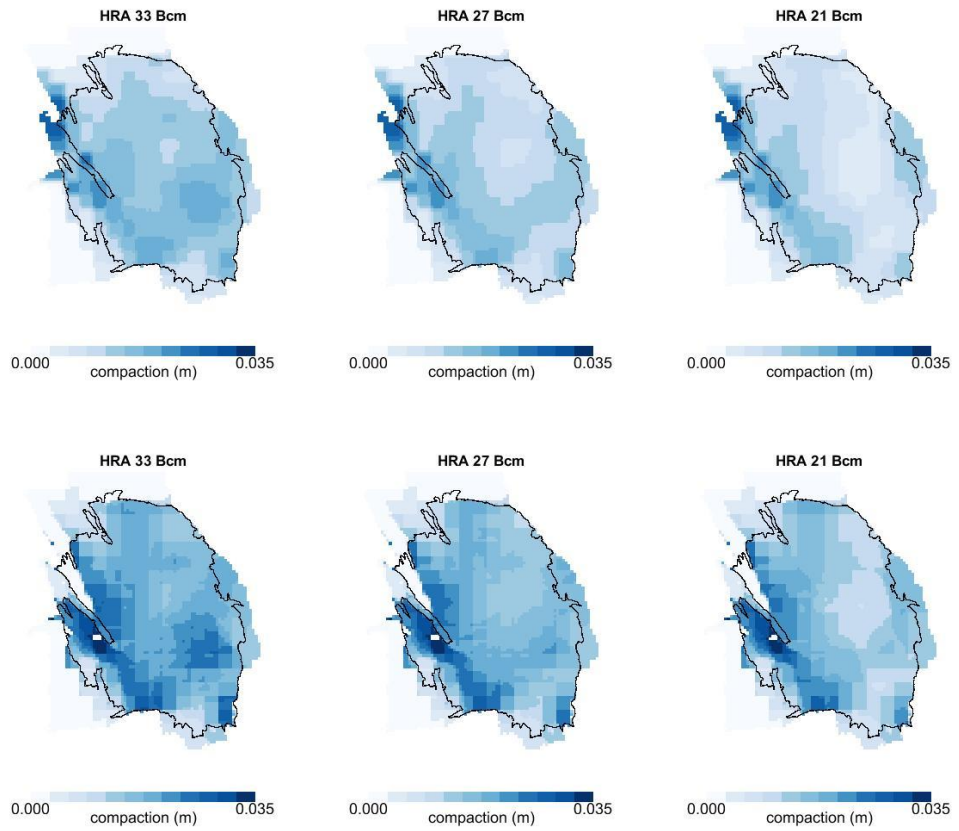 HRA 33 Bcm
HRA 27 Bcm
HRA 21 Bcm
0.000 0.035
compaction (m)
0.000 0.035
compaction (m)
0.000 0.035
compaction (m)
HRA 33 Bcm
HRA 27 Bcm
HRA 21 Bcm
0.000 0.035
compaction (m)
0.000 0.035
compaction (m)
0.000 0.035
compaction (m)